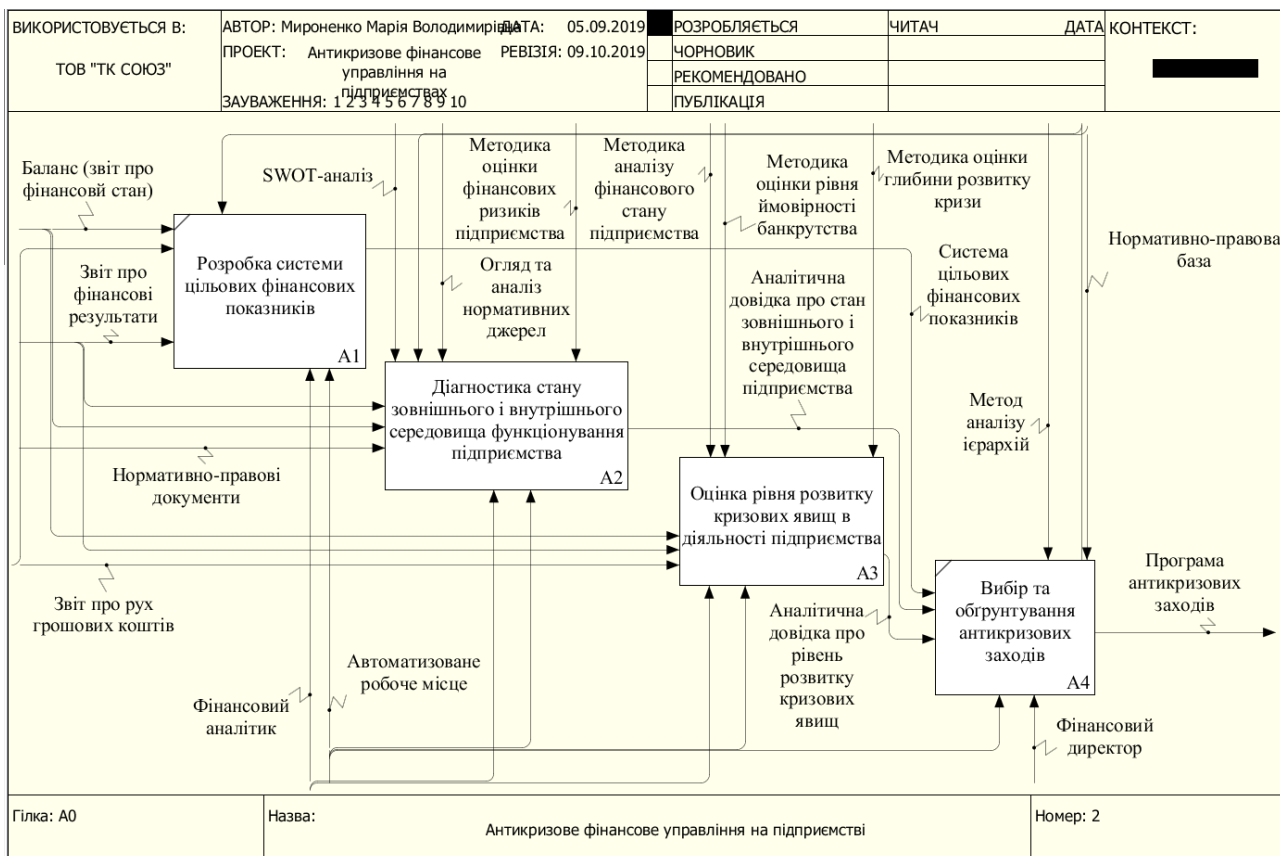 ВИКОРИСТОВУЄТЬСЯ В:
ТОВ "ТК СОЮЗ"
АВТОР: Мироненко Марія Володимирівна
ДАТА: 05.09.2019
ПРОЕКТ: Антикризове фінансове
управління на
підприємствах
РЕВІЗІЯ: 09.10.2019
ЗАУВАЖЕННЯ: 1 2 3 4 5 6 7 8 9 10
РОЗРОБЛЯЄТЬСЯ
ЧОРНОВИК
РЕКОМЕНДОВАНО
ПУБЛІКАЦІЯ
ЧИТАЧ
ДАТА
КОНТЕКСТ:
Баланс (звіт про
фінансовй стан)
SWOT-аналіз
Методика
оцінки
фінансових
ризиків
підприємства
Методика
аналізу
фінансового
стану
підприємства
Методика
оцінки рівня
ймовірності
банкрутства
Методика оцінки
глибини розвитку
кризи
Нормативно-правова
база
Звіт про
фінансові
результати
Розробка системи
цільових фінансових
показників
A1
Огляд та
аналіз
нормативних
джерел
Аналітична
довідка про стан
зовнішнього і
внутрішнього
середовища
підприємства
Система
цільових
фінансових
показників
Діагностика стану
зовнішнього і внутрішнього
середовища функціонування
підприємства
A2
Метод
аналізу
ієрархій
Нормативно-правові
документи
Оцінка рівня розвитку
кризових явищ в
діяльності підприємства
A3
Звіт про рух
грошових коштів
Вибір та
обґрунтування
антикризових
заходів
A4
Програма
антикризових
заходів
Аналітична
довідка про
рівень
розвитку
кризових
явищ
Автоматизоване
робоче місце
Фінансовий
аналітик
Фінансовий
директор
Гілка: A0
Назва:
Антикризове фінансове управління на підприємстві
Номер: 2